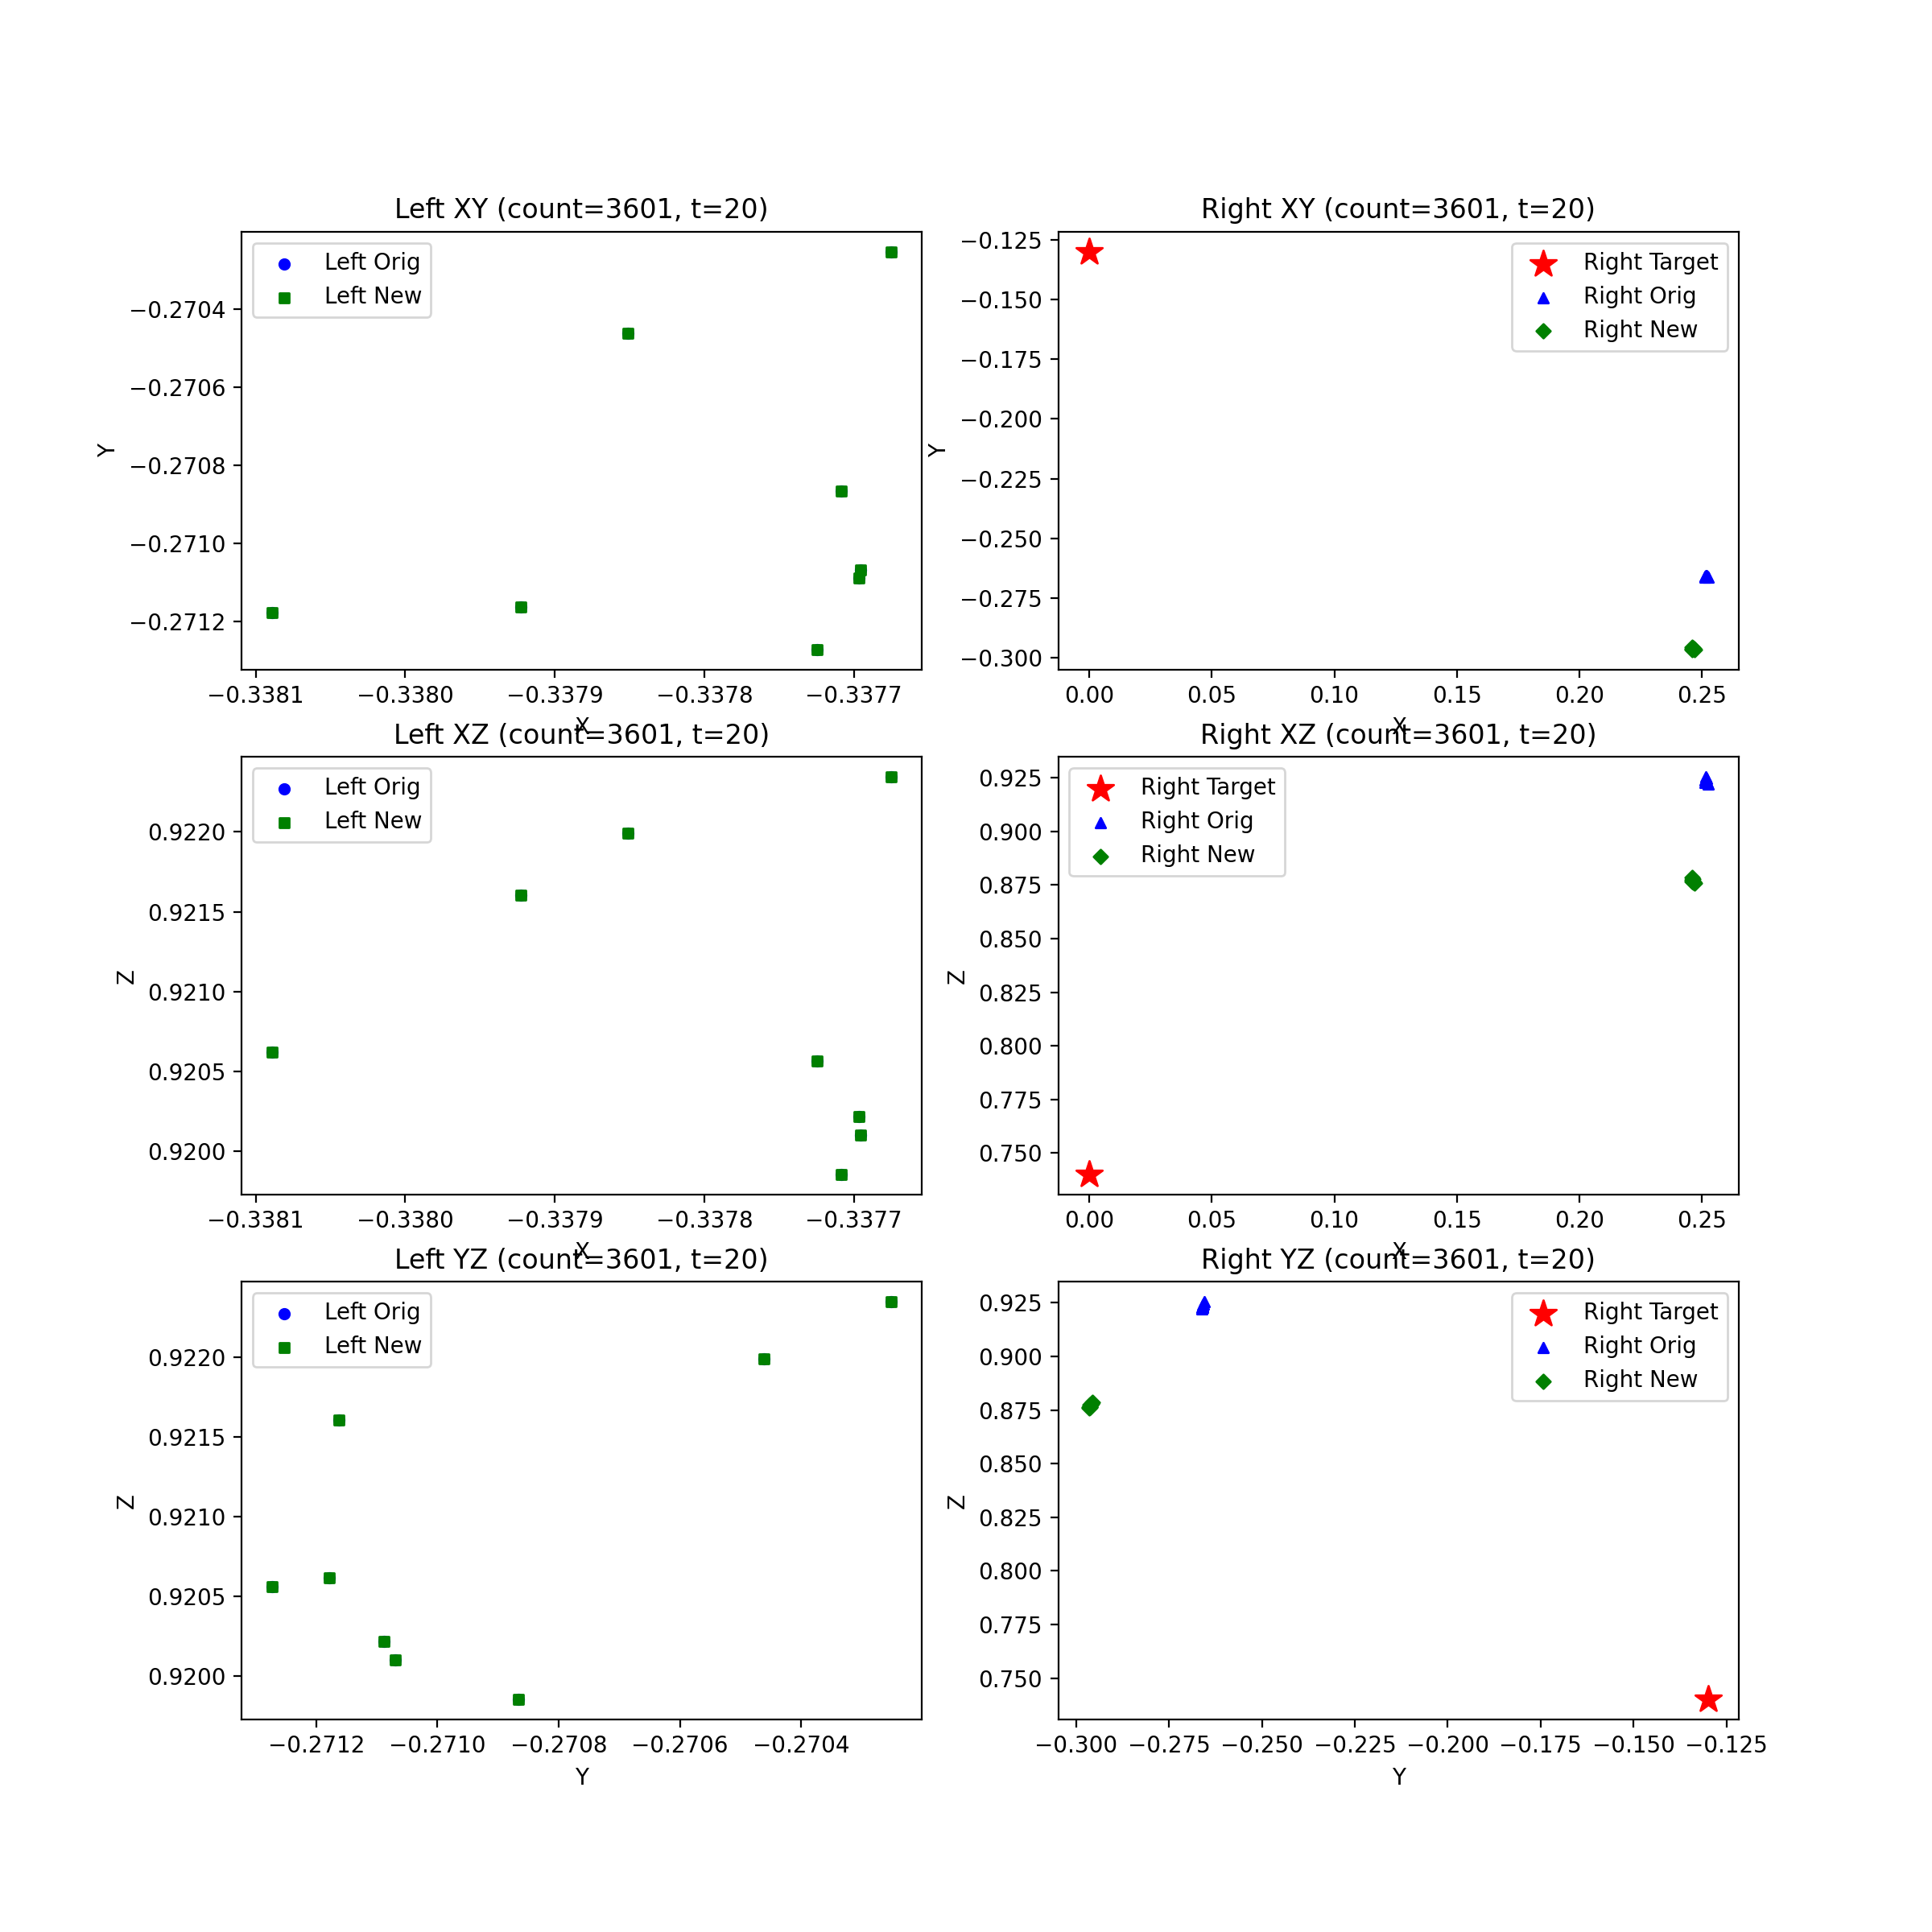 Left XY (count=3601, t=20)
Left Orig
Left New
−0.2704
−0.2706
−0.2708
−0.2710
−0.2712
Y
−0.3381
−0.3380
−0.3379
−0.3378
−0.3377
X
Right XY (count=3601, t=20)
Right Target
Right Orig
Right New
−0.125
−0.150
−0.175
−0.200
−0.225
−0.250
−0.275
−0.300
Y
0.00
0.05
0.10
0.15
0.20
0.25
X
Left XZ (count=3601, t=20)
Left Orig
Left New
0.9220
0.9215
0.9210
0.9205
0.9200
Z
−0.3381
−0.3380
−0.3379
−0.3378
−0.3377
X
Right XZ (count=3601, t=20)
Right Target
Right Orig
Right New
0.925
0.900
0.875
0.850
0.825
0.800
0.775
0.750
Z
0.00
0.05
0.10
0.15
0.20
0.25
X
Left YZ (count=3601, t=20)
Left Orig
Left New
0.9220
0.9215
0.9210
0.9205
0.9200
Z
−0.2712
−0.2710
−0.2708
−0.2706
−0.2704
Y
Right YZ (count=3601, t=20)
Right Target
Right Orig
Right New
0.925
0.900
0.875
0.850
0.825
0.800
0.775
0.750
Z
−0.300
−0.275
−0.250
−0.225
−0.200
−0.175
−0.150
−0.125
Y